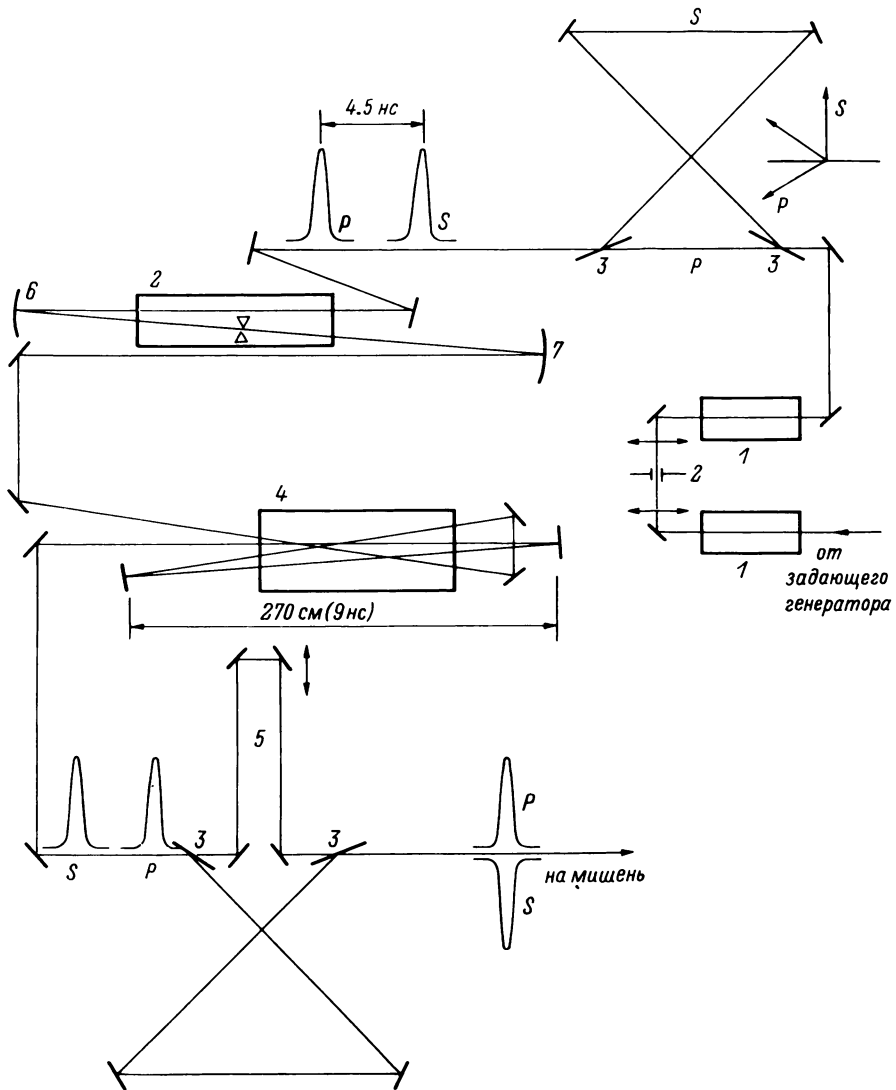 S
4.5 нс
S
P
P
S
3
P
3
6
2
7
1
2
4
1
от
задающего
генератора
270 см (9 нс)
5
P
3
3
S
P
на мишень
S